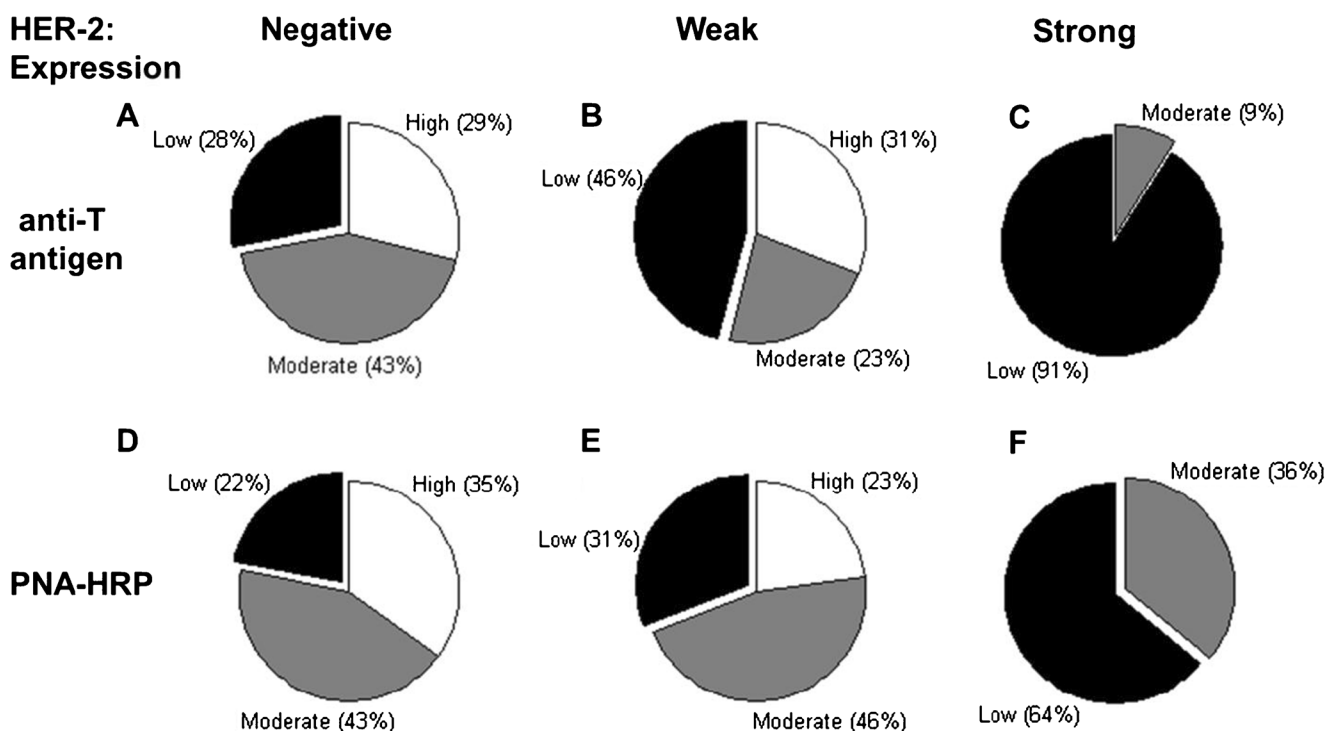 HER-2:
Expression
Negative
Weak
Strong
anti-T
antigen
A
Low (28%)
High (29%)
Moderate (43%)
B
Low (46%)
High (31%)
Moderate (23%)
C
Moderate (9%)
Low (91%)
PNA-HRP
D
Low (22%)
High (35%)
Moderate (43%)
E
Low (31%)
High (23%)
Moderate (46%)
F
Moderate (36%)
Low (64%)